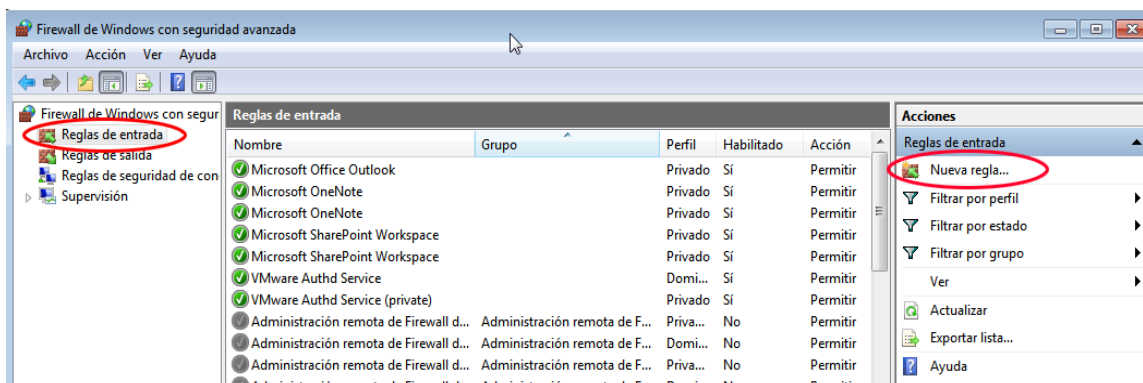 Firewall de Windows con seguridad avanzada
Archivo Acción Ver Ayuda
Firewall de Windows con segur
Reglas de entrada
Reglas de salida
Reglas de seguridad de con
Supervisión
Reglas de entrada
Nombre Grupo Perfil Habilitado Acción
Microsoft Office Outlook Privado Sí Permitir
Microsoft OneNote Privado Sí Permitir
Microsoft OneNote Privado Sí Permitir
Microsoft SharePoint Workspace Privado Sí Permitir
Microsoft SharePoint Workspace Privado Sí Permitir
VMware Authd Service Domi... Sí Permitir
VMware Authd Service (private) Privado Sí Permitir
Administración remota de Firewall d... Administración remota de F... Priva... No Permitir
Administración remota de Firewall d... Administración remota de F... Domi... No Permitir
Administración remota de Firewall d... Administración remota de F... Priva... No Permitir
Acciones
Reglas de entrada
Nueva regla...
Filtrar por perfil
Filtrar por estado
Filtrar por grupo
Ver
Actualizar
Exportar lista...
Ayuda